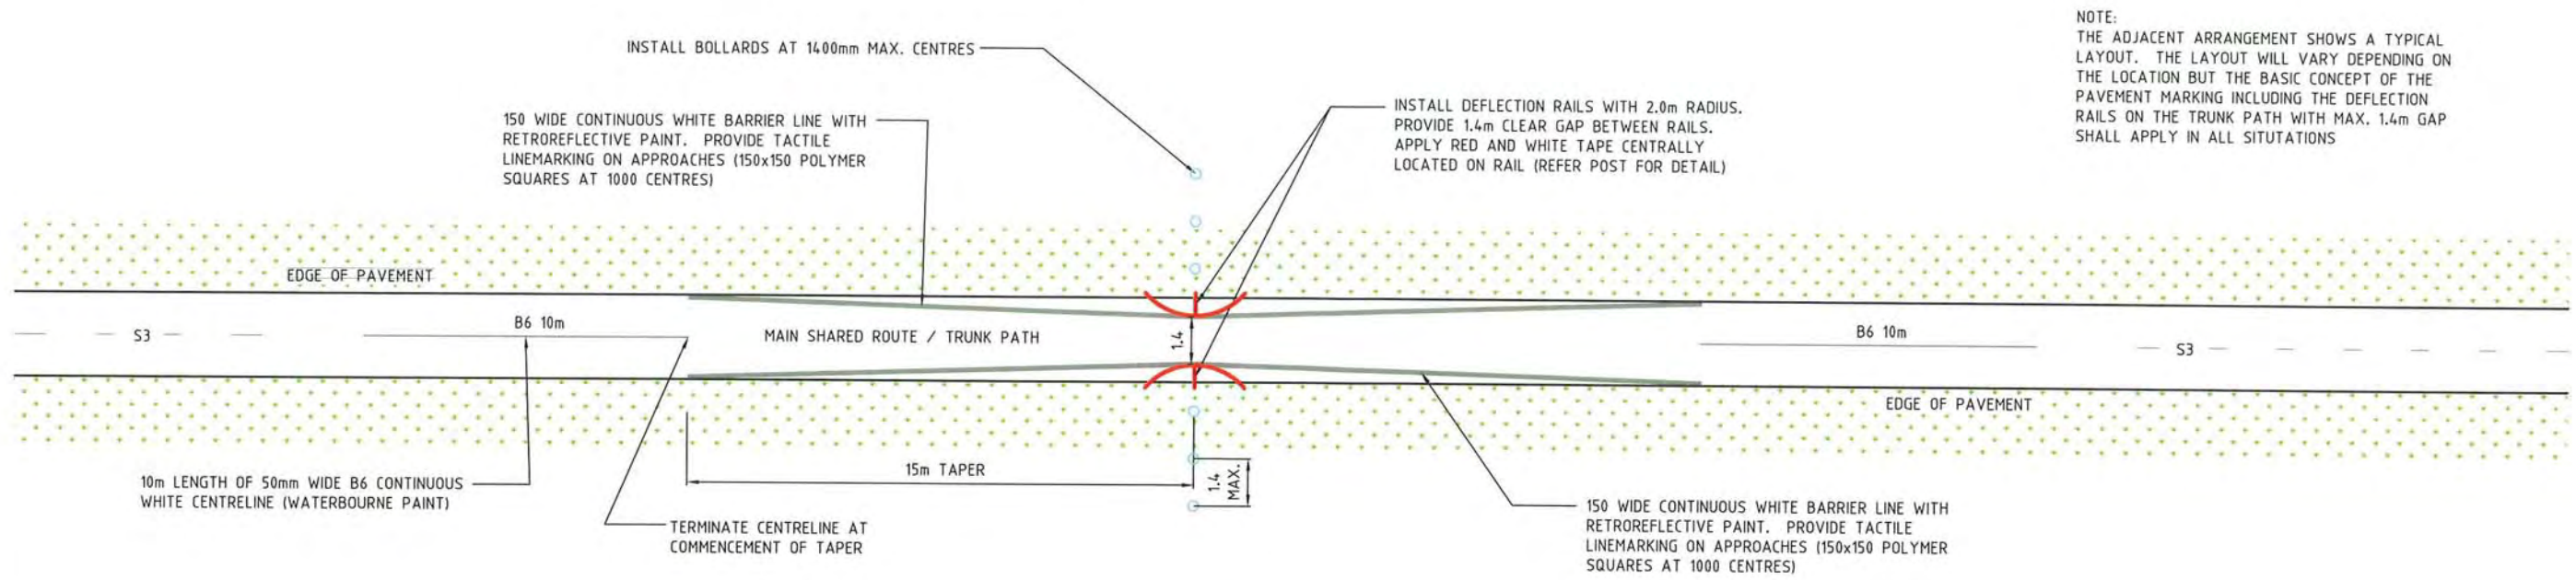 NOTE:
THE ADJACENT ARRANGEMENT SHOWS A TYPICAL
LAYOUT. THE LAYOUT WILL VARY DEPENDING ON
THE LOCATION BUT THE BASIC CONCEPT OF THE
PAVEMENT MARKING INCLUDING THE DEFLECTION
RAILS ON THE TRUNK PATH WITH MAX. 1.4m GAP
SHALL APPLY IN ALL SITUTATIONS
INSTALL BOLLARDS AT 1400mm MAX. CENTRES
150 WIDE CONTINUOUS WHITE BARRIER LINE WITH
RETROREFLECTIVE PAINT. PROVIDE TACTILE
LINEMARKING ON APPROACHES (150x150 POLYMER
SQUARES AT 1000 CENTRES)
INSTALL DEFLECTION RAILS WITH 2.0m RADIUS.
PROVIDE 1.4m CLEAR GAP BETWEEN RAILS.
APPLY RED AND WHITE TAPE CENTRALLY
LOCATED ON RAIL (REFER POST FOR DETAIL)
EDGE OF PAVEMENT
S3
B6 10m
MAIN SHARED ROUTE / TRUNK PATH
1.4
B6 10m
S3
EDGE OF PAVEMENT
15m TAPER
1.4
MAX.
10m LENGTH OF 50mm WIDE B6 CONTINUOUS
WHITE CENTRELINE (WATERBOURNE PAINT)
TERMINATE CENTRELINE AT
COMMENCEMENT OF TAPER
150 WIDE CONTINUOUS WHITE BARRIER LINE WITH
RETROREFLECTIVE PAINT. PROVIDE TACTILE
LINEMARKING ON APPROACHES (150x150 POLYMER
SQUARES AT 1000 CENTRES)